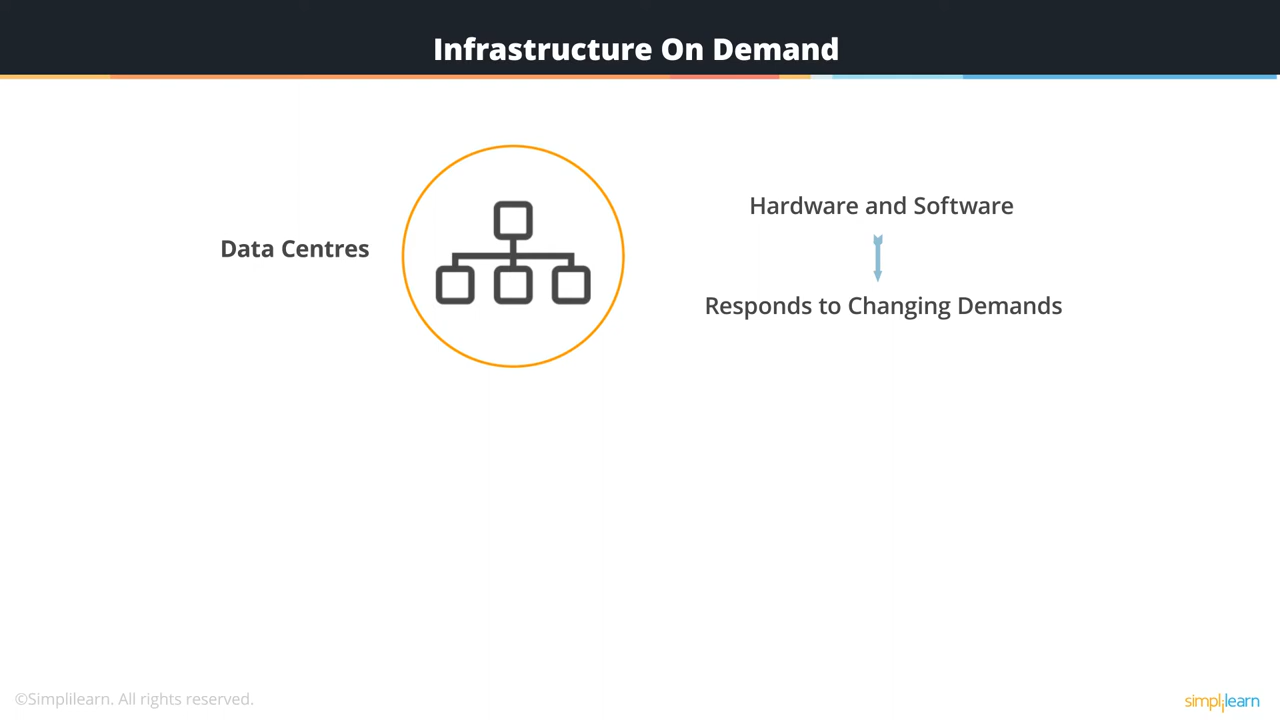 Infrastructure On Demand
Data Centres
Hardware and Software
Responds to Changing Demands
©Simplilearn. All rights reserved.
simplilearn